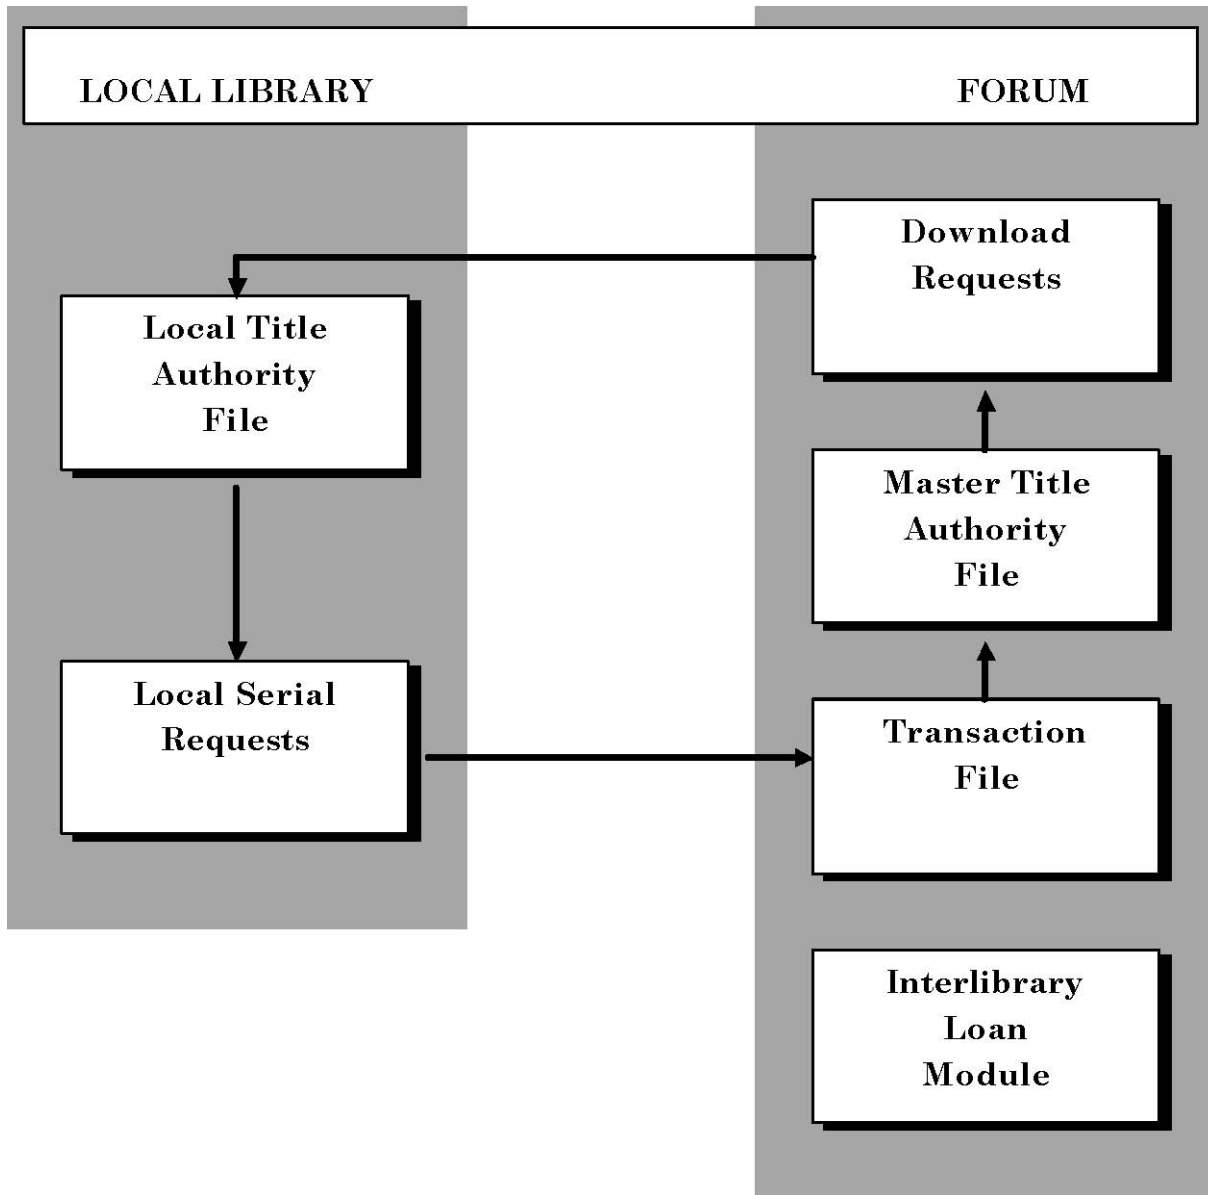 LOCAL LIBRARY
FORUM
Download
Requests
Local Title
Authority
File
Master Title
Authority
File
Local Serial
Requests
Transaction
File
Interlibrary
Loan
Module